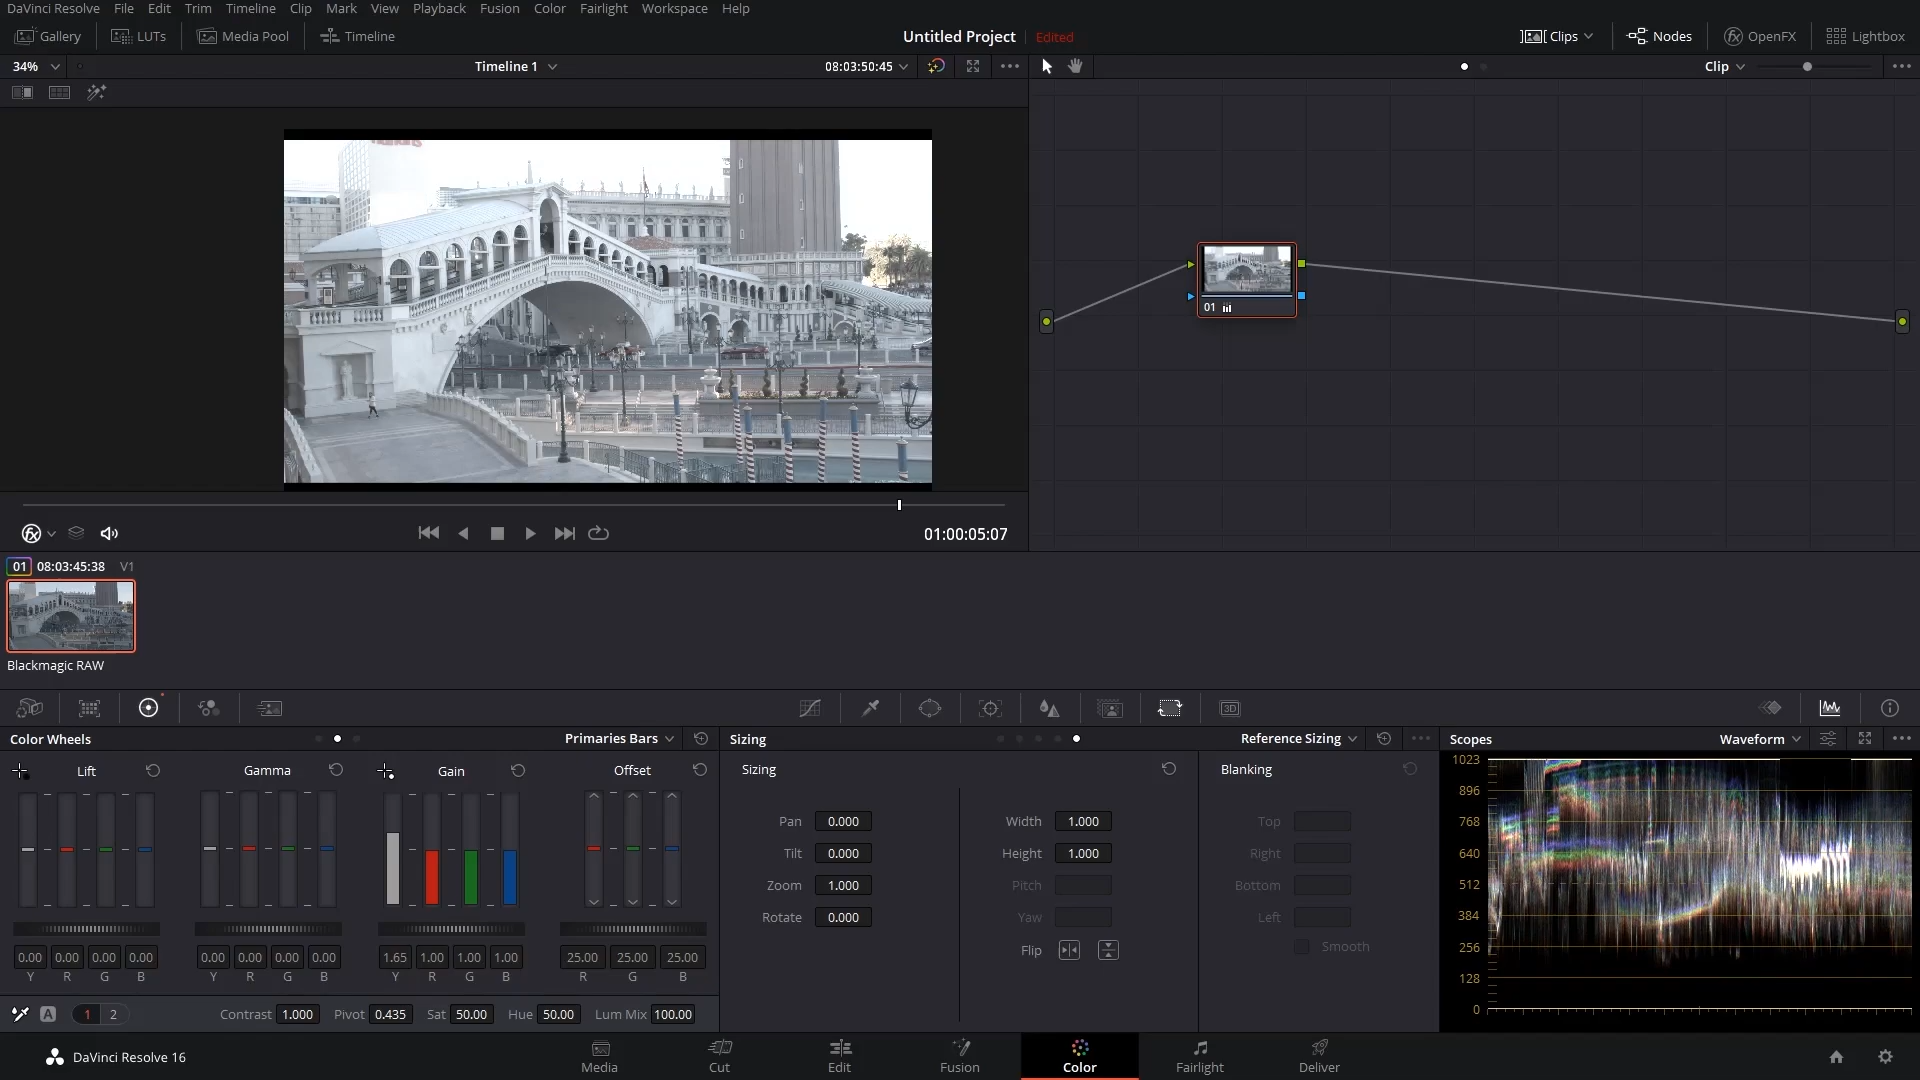 DaVinci Resolve File Edit Trim Timeline Clip Mark View Playback Fusion Color Fairlight Workspace Help
Gallery LUTs Media Pool Timeline Untitled Project Edited Clips Nodes OpenFX Lightbox
34% Timeline 1 08:03:50:45 Clip
01
01:00:05:07
01 08:03:45:38 V1
Blackmagic RAW
3D
Color Wheels Primaries Bars Sizing Reference Sizing Scopes Waveform
Lift Gamma Gain Offset Sizing Blanking
Pan 0.000 Width 1.000 Top
Tilt 0.000 Height 1.000 Right
Zoom 1.000 Pitch Bottom
Rotate 0.000 Yaw Left
Flip Smooth
1023
896
768
640
512
384
256
128
0
0.00 0.00 0.00 0.00 0.00 0.00 0.00 0.00 1.65 1.00 1.00 1.00 25.00 25.00 25.00
Y R G B Y R G B Y R G B R G B
A 1 2 Contrast 1.000 Pivot 0.435 Sat 50.00 Hue 50.00 Lum Mix 100.00
DaVinci Resolve 16 Media Cut Edit Fusion Color Fairlight Deliver